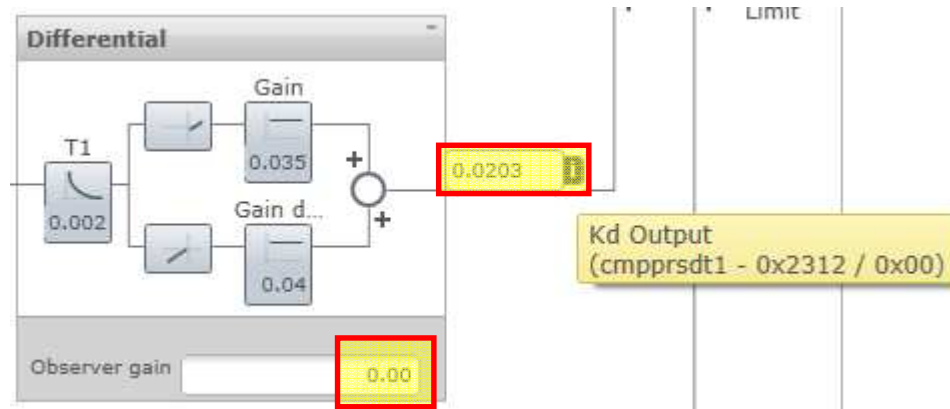 Limit
Differential
Gain
T1
0.035
+
0.0203
0.002
Gain d...
+
Kd Output
(cmpprsdt1 - 0x2312 / 0x00)
0.04
Observer gain
0.00